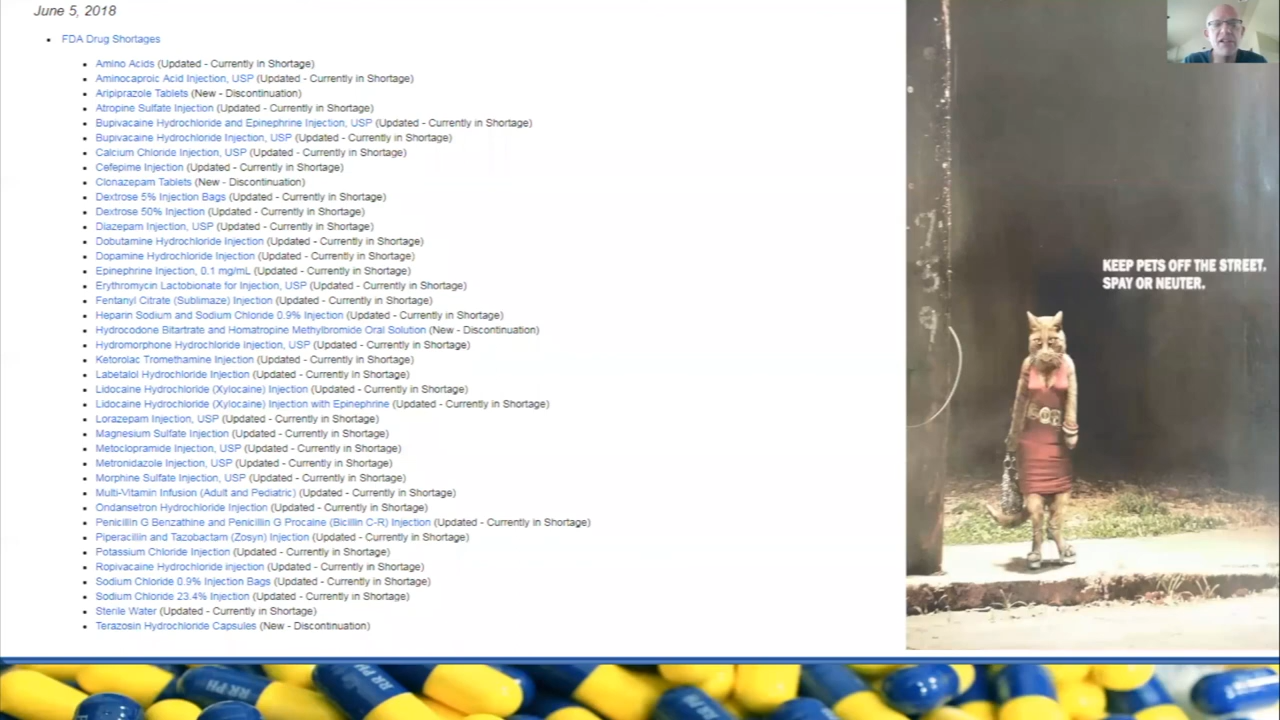 June 5, 2018
FDA Drug Shortages
Amino Acids (Updated - Currently in Shortage)
Aminocaproic Acid Injection, USP (Updated - Currently in Shortage)
Aripiprazole Tablets (New - Discontinuation)
Atropine Sulfate Injection (Updated - Currently in Shortage)
Bupivacaine Hydrochloride and Epinephrine Injection, USP (Updated - Currently in Shortage)
Bupivacaine Hydrochloride Injection, USP (Updated - Currently in Shortage)
Calcium Chloride Injection, USP (Updated - Currently in Shortage)
Cefepime Injection (Updated - Currently in Shortage)
Clonazepam Tablets (New - Discontinuation)
Dextrose 5% Injection Bags (Updated - Currently in Shortage)
Dextrose 50% Injection (Updated - Currently in Shortage)
Diazepam Injection, USP (Updated - Currently in Shortage)
Dobutamine Hydrochloride Injection (Updated - Currently in Shortage)
Dopamine Hydrochloride Injection (Updated - Currently in Shortage)
Epinephrine Injection, 0.1 mg/mL (Updated - Currently in Shortage)
Erythromycin Lactobionate for Injection, USP (Updated - Currently in Shortage)
Fentanyl Citrate (Sublimaze) Injection (Updated - Currently in Shortage)
Heparin Sodium and Sodium Chloride 0.9% Injection (Updated - Currently in Shortage)
Hydrocodone Bitartrate and Homatropine Methylbromide Oral Solution (New - Discontinuation)
Hydromorphone Hydrochloride Injection, USP (Updated - Currently in Shortage)
Ketorolac Tromethamine Injection (Updated - Currently in Shortage)
Labetalol Hydrochloride Injection (Updated - Currently in Shortage)
Lidocaine Hydrochloride (Xylocaine) Injection (Updated - Currently in Shortage)
Lidocaine Hydrochloride (Xylocaine) Injection with Epinephrine (Updated - Currently in Shortage)
Lorazepam Injection, USP (Updated - Currently in Shortage)
Magnesium Sulfate Injection (Updated - Currently in Shortage)
Metoclopramide Injection, USP (Updated - Currently in Shortage)
Metronidazole Injection, USP (Updated - Currently in Shortage)
Morphine Sulfate Injection, USP (Updated - Currently in Shortage)
Multi-Vitamin Infusion (Adult and Pediatric) (Updated - Currently in Shortage)
Ondansetron Hydrochloride Injection (Updated - Currently in Shortage)
Penicillin G Benzathine and Penicillin G Procaine (Bicillin C-R) Injection (Updated - Currently in Shortage)
Piperacillin and Tazobactam (Zosyn) Injection (Updated - Currently in Shortage)
Potassium Chloride Injection (Updated - Currently in Shortage)
Ropivacaine Hydrochloride injection (Updated - Currently in Shortage)
Sodium Chloride 0.9% Injection Bags (Updated - Currently in Shortage)
Sodium Chloride 23.4% Injection (Updated - Currently in Shortage)
Sterile Water (Updated - Currently in Shortage)
Terazosin Hydrochloride Capsules (New - Discontinuation)
KEEP PETS OFF THE STREET.
SPAY OR NEUTER.
RR PH
RR PH